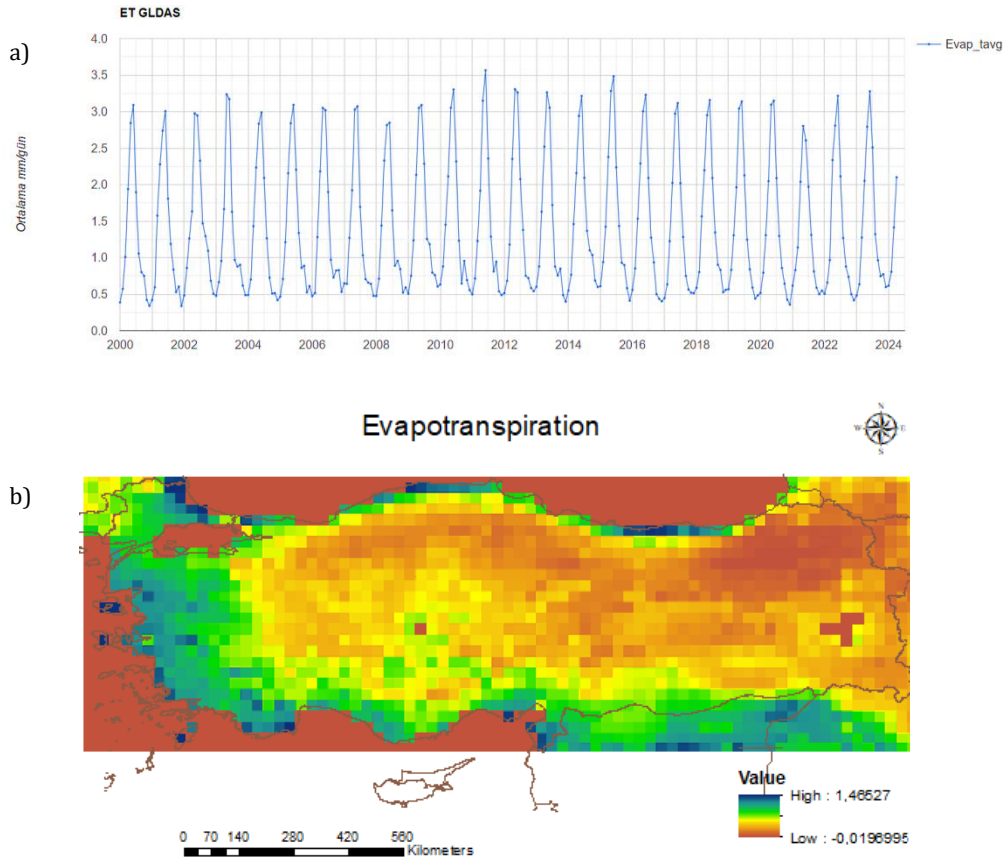 ET GLDAS
a)
4.0
Evap_tavg
3.5
3.0
2.5
2.0
1.5
1.0
0.5
0.0
Ortalama mm/gün
2000 2002 2004 2006 2008 2010 2012 2014 2016 2018 2020 2022 2024
Evapotranspiration
N
W E
S
b)
Value
High : 1,46527
Low : -0,0196995
0 70 140 280 420 560
Kilometers